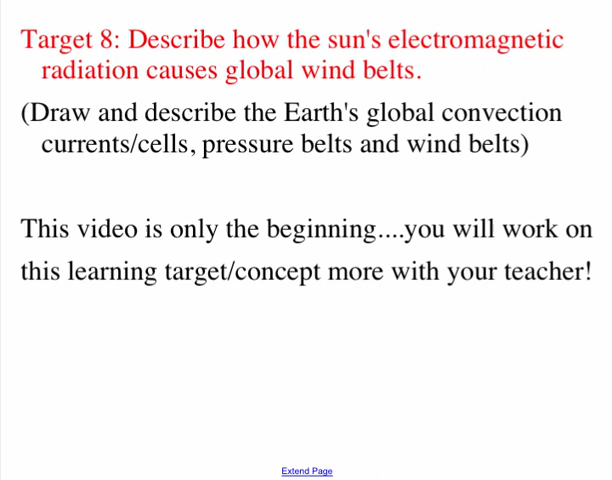 Target 8: Describe how the sun's electromagnetic
radiation causes global wind belts.
(Draw and describe the Earth's global convection
currents/cells, pressure belts and wind belts)
This video is only the beginning....you will work on
this learning target/concept more with your teacher!
Extend Page